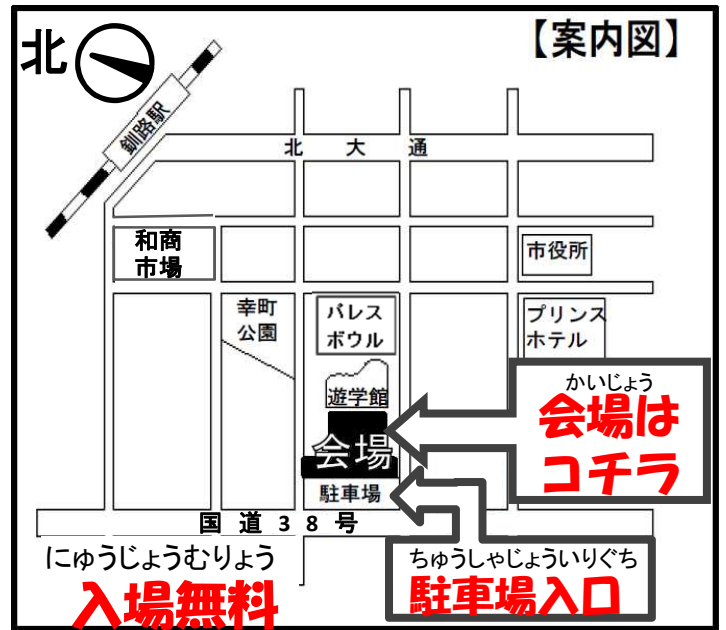 北
【案内図】
釧路駅
北大通
和商
市場
市役所
幸町
公園
パレス
ボウル
プリンス
ホテル
遊学館
かいじょう
会場は
コチラ
会場
駐車場
国道38号
にゅうじょうむりょう
入場無料
ちゅうしゃじょういりぐち
駐車場入口